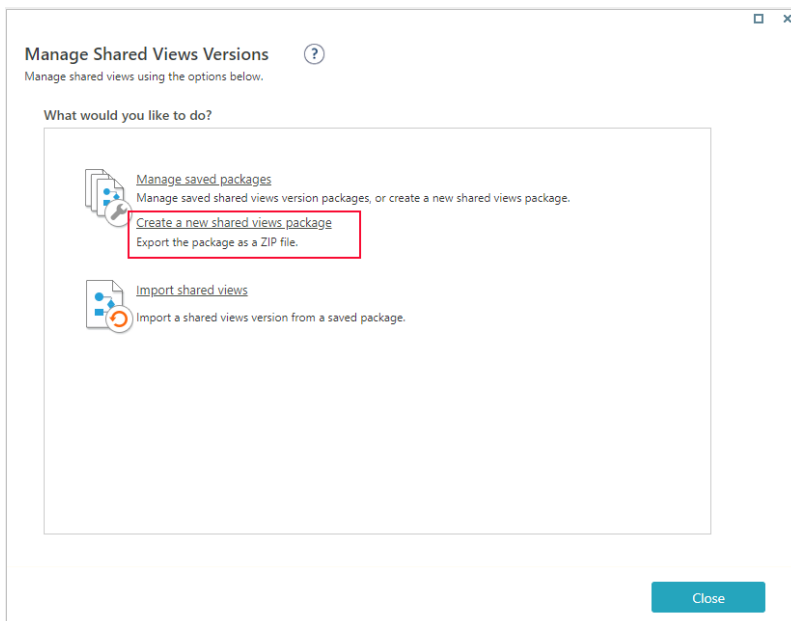 Manage Shared Views Versions ?
Manage shared views using the options below.
What would you like to do?
Manage saved packages
Manage saved shared views version packages, or create a new shared views package.
Create a new shared views package
Export the package as a ZIP file.
Import shared views
Import a shared views version from a saved package.
Close